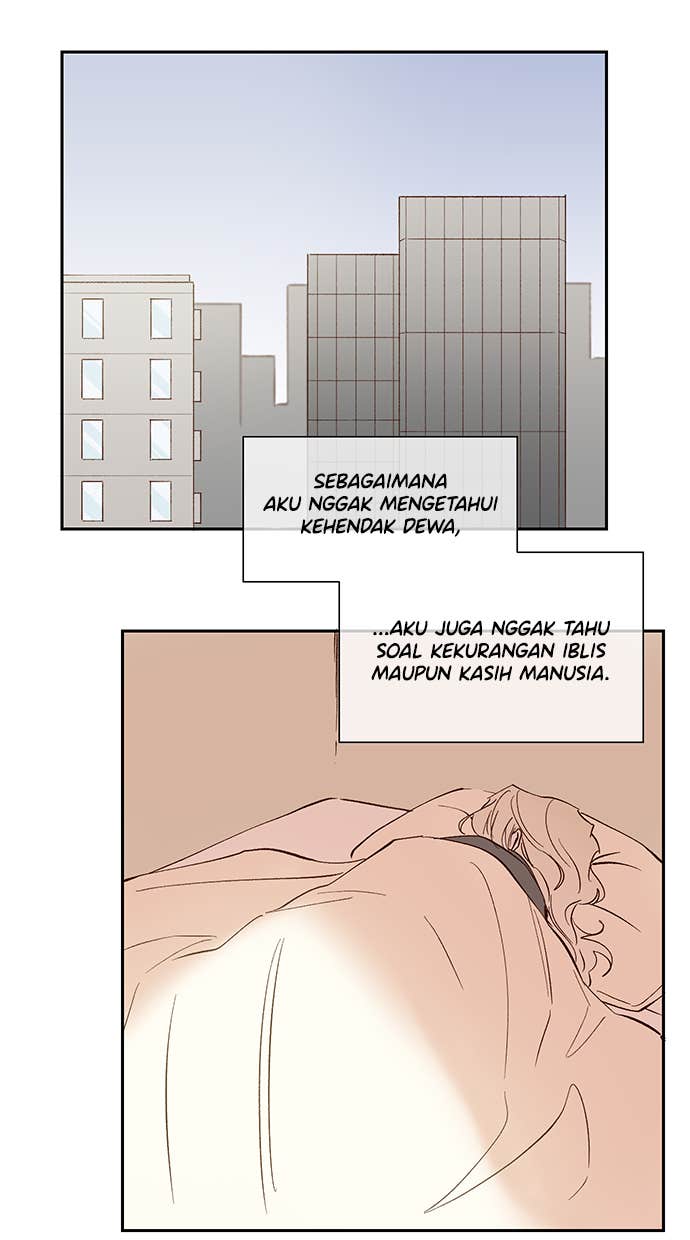 SEBAGAIMANA
AKU NGGAK MENGETAHUI
KEHENDAK DEWA,
...AKU JUGA NGGAK TAHU
SOAL KEKURANGAN IBLIS
MAUPUN KASIH MANUSIA.